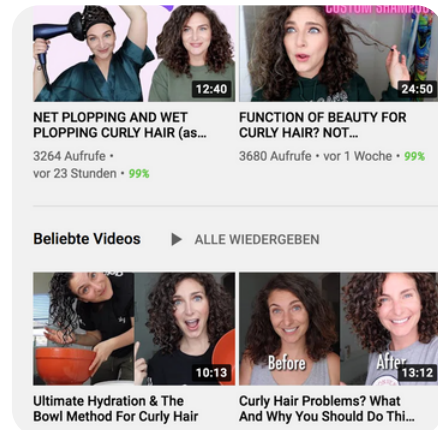 CUSTOM SHAMPOO
12:40
24:50
NET PLOPPING AND WET
PLOPPING CURLY HAIR (as...
FUNCTION OF BEAUTY FOR
CURLY HAIR? NOT...
3264 Aufrufe •
vor 23 Stunden • 99%
3680 Aufrufe • vor 1 Woche • 99%
Beliebte Videos
ALLE WIEDERGEBEN
10:13
Before
After
13:12
Ultimate Hydration & The
Bowl Method For Curly Hair
Curly Hair Problems? What
And Why You Should Do Thi...